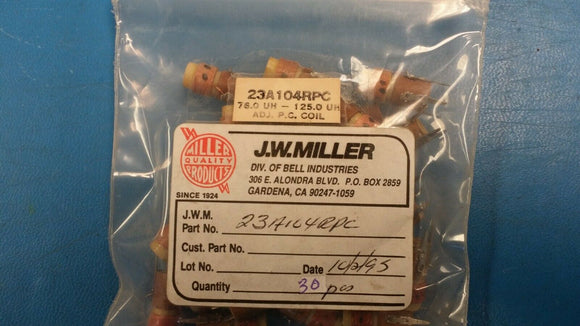 23A104RPC
76.0 UH - 125.0 UH
ADJ. P.C. COIL
MILLER
QUALITY
PRODUCTS
SINCE 1924
J.W.MILLER
DIV. OF BELL INDUSTRIES
306 E. ALONDRA BLVD. P.O. BOX 2859
GARDENA, CA 90247-1059
J.W.M.
Part No. 23A104RPC
Cust. Part No.
Lot No. Date 10/2/95
Quantity 30 pcs